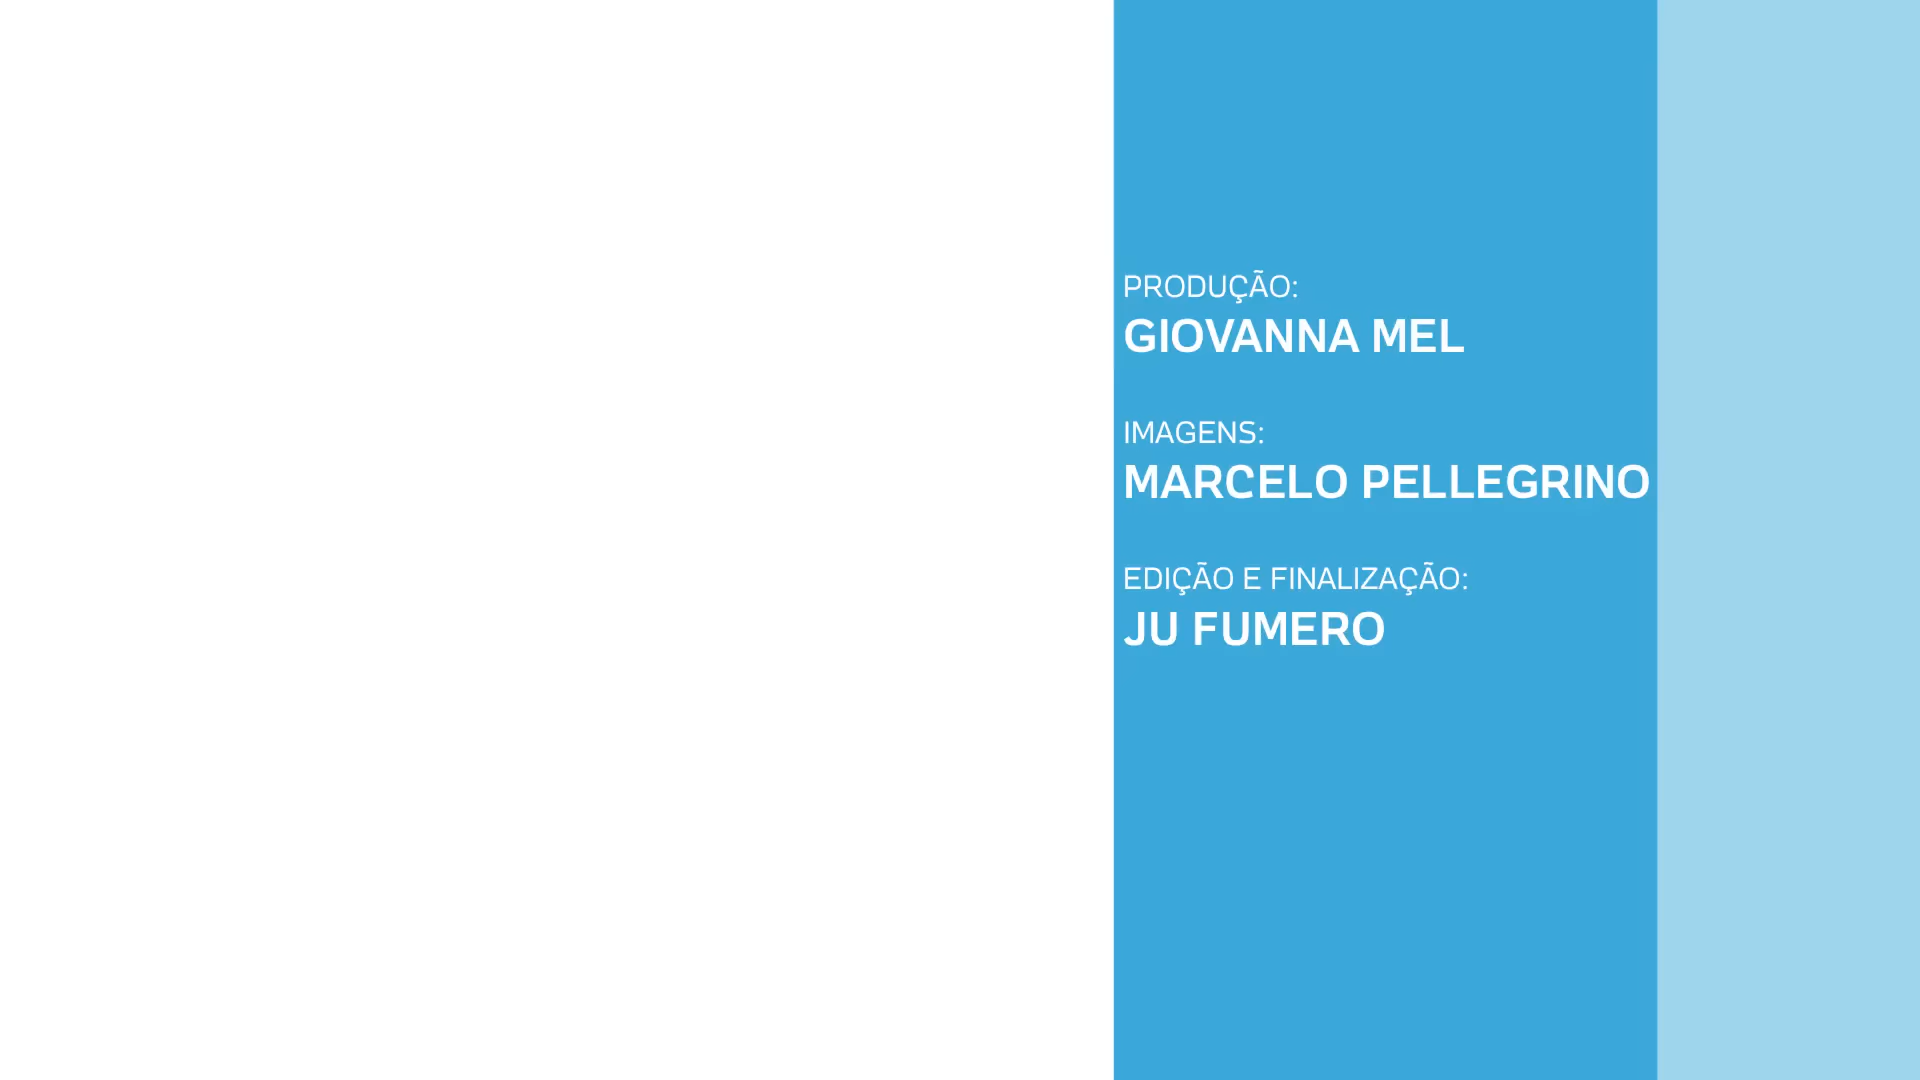 PRODUÇÃO:
GIOVANNA MEL
IMAGENS:
MARCELO PELLEGRINO
EDIÇÃO E FINALIZAÇÃO:
JU FUMERO